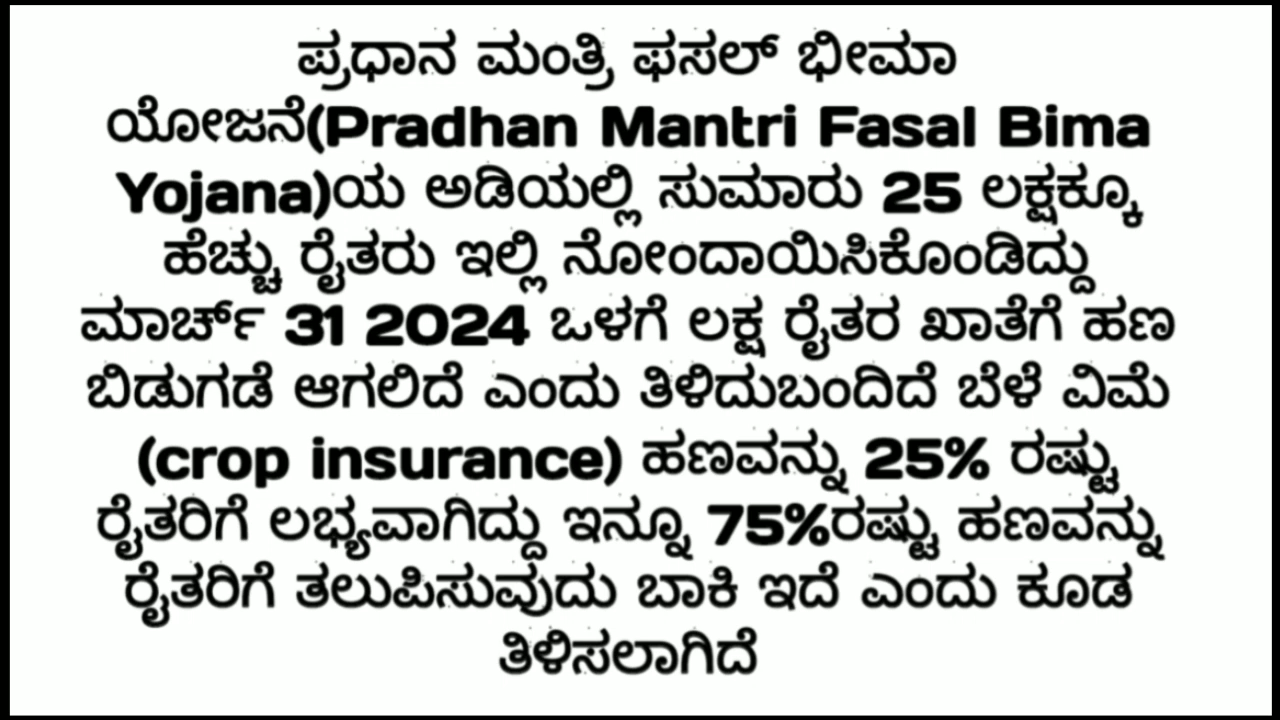 ಪ್ರಧಾನ ಮಂತ್ರಿ ಫಸಲ್ ಭೀಮಾ
ಯೋಜನೆ(Pradhan Mantri Fasal Bima
Yojana)ಯ ಅಡಿಯಲ್ಲಿ ಸುಮಾರು 25 ಲಕ್ಷಕ್ಕೂ
ಹೆಚ್ಚು ರೈತರು ಇಲ್ಲಿ ನೋಂದಾಯಿಸಿಕೊಂಡಿದ್ದು
ಮಾರ್ಚ್ 31 2024 ಒಳಗೆ ಲಕ್ಷ ರೈತರ ಖಾತೆಗೆ ಹಣ
ಬಿಡುಗಡೆ ಆಗಲಿದೆ ಎಂದು ತಿಳಿದುಬಂದಿದೆ ಬೆಳೆ ವಿಮೆ
(crop insurance) ಹಣವನ್ನು 25% ರಷ್ಟು
ರೈತರಿಗೆ ಲಭ್ಯವಾಗಿದ್ದು ಇನ್ನೂ 75%ರಷ್ಟು ಹಣವನ್ನು
ರೈತರಿಗೆ ತಲುಪಿಸುವುದು ಬಾಕಿ ಇದೆ ಎಂದು ಕೂಡ
ತಿಳಿಸಲಾಗಿದೆ